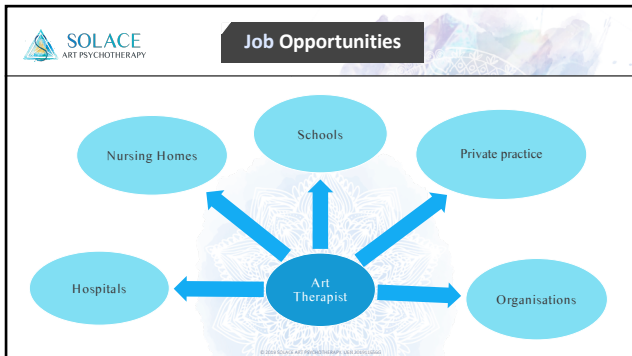 SOLACE
ART PSYCHOTHERAPY
Job Opportunities
Schools
Nursing Homes
Private practice
Hospitals
Art
Therapist
Organisations